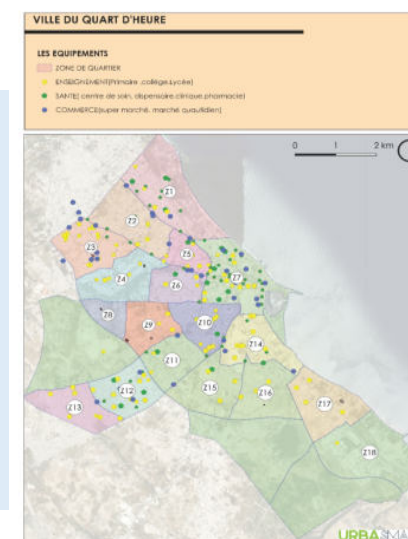 VILLE DU QUART D'HEURE
LES EQUIPEMENTS
ZONE DE QUARTIER
ENSEIGNEMENT(Primaire ,collège,Lycée)
SANTE( centre de soin, dispensaire,clinique,pharmacie)
COMMERCE(super marché, marché quautidien)
0 1 2 km
Z1
Z2
Z3
Z5
Z4
Z7
Z6
Z8
Z9
Z10
Z14
Z11
Z12
Z15
Z16
Z13
Z17
Z18
URBASMA